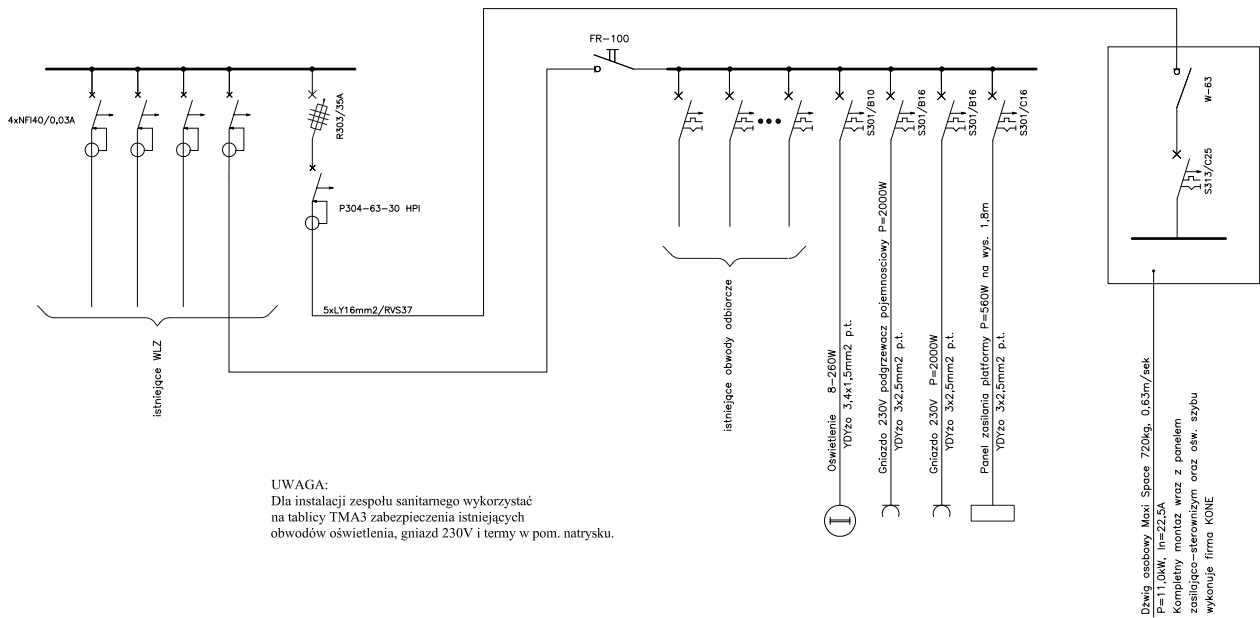 FR-100
4xNFI40/0,03A
R303/35A
P304-63-30 HPI
5xLY16mm2/RVS37
istniejące WLZ
istniejące obwody odbiorcze
S301/B10
S301/B16
S301/B16
S301/C16
Oswietlenie 8-260W
YDYżo 3,4x1,5mm2 p.t.
Gniazdo 230V podgrzewacz pojemnosciowy P=2000W
YDYżo 3x2,5mm2 p.t.
Gniazdo 230V P=2000W
YDYżo 3x2,5mm2 p.t.
Panel zasilania platformy P=560W na wys. 1,8m
YDYżo 3x2,5mm2 p.t.
W-63
S313/C25
Dźwig osobowy Maxi Space 720kg, 0,63m/sek
P=11,0kW, In=22,5A
Kompletny montaż wraz z panelem
zasilająco-sterowniżym oraz ośw. szybu
wykonuje firma KONE
UWAGA:
Dla instalacji zespołu sanitarnego wykorzystać
na tablicy TMA3 zabezpieczenia istniejących
obwodów oświetlenia, gniazd 230V i termy w pom. natrysku.